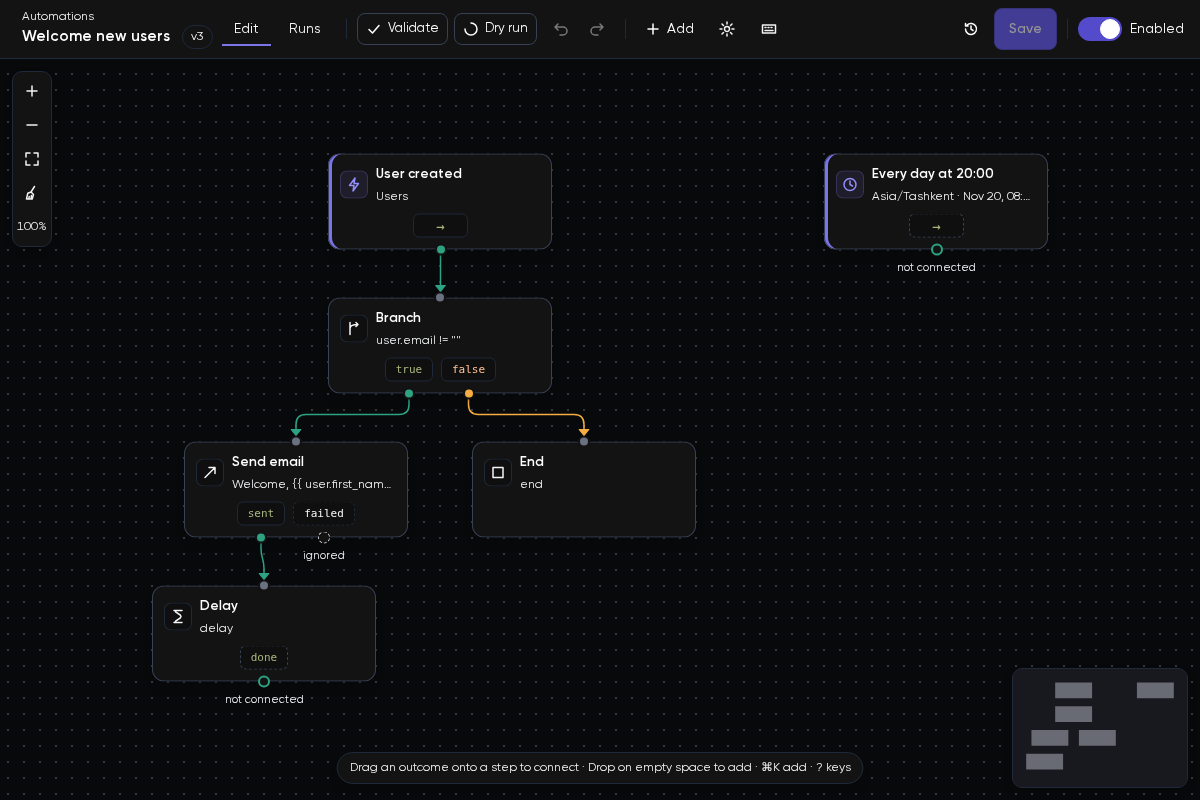 Automations
Welcome new users
v3
Edit
Runs
Validate
Dry run
Add
Save
Enabled
100%
User created
Users
→
Every day at 20:00
Asia/Tashkent · Nov 20, 08:...
→
not connected
Branch
user.email != ""
true
false
Send email
Welcome, {{ user.first_nam...
sent
failed
ignored
End
end
Delay
delay
done
not connected
Drag an outcome onto a step to connect · Drop on empty space to add · ⌘K add · ? keys